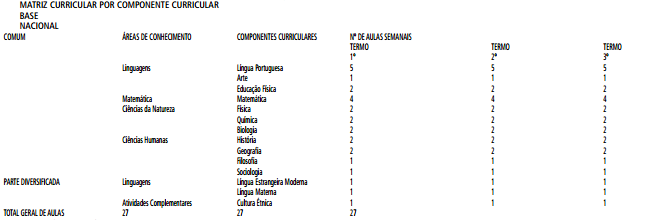 MATRIZ CURRICULAR POR COMPONENTE CURRICULAR
BASE
NACIONAL
COMUM ÁREAS DE CONHECIMENTO COMPONENTES CURRICULARES Nº DE AULAS SEMANAIS
TERMO TERMO TERMO
1º 2º 3º
Linguagens Língua Portuguesa 5 5 5
Arte 1 1 1
Educação Física 2 2 2
Matemática Matemática 4 4 4
Ciências da Natureza Física 2 2 2
Química 2 2 2
Biologia 2 2 2
Ciências Humanas História 2 2 2
Geografia 2 2 2
Filosofia 1 1 1
Sociologia 1 1 1
PARTE DIVERSIFICADA Linguagens Língua Estrangeira Moderna 1 1 1
Língua Materna 1 1 1
Atividades Complementares Cultura Étnica 1 1 1
TOTAL GERAL DE AULAS 27 27 27